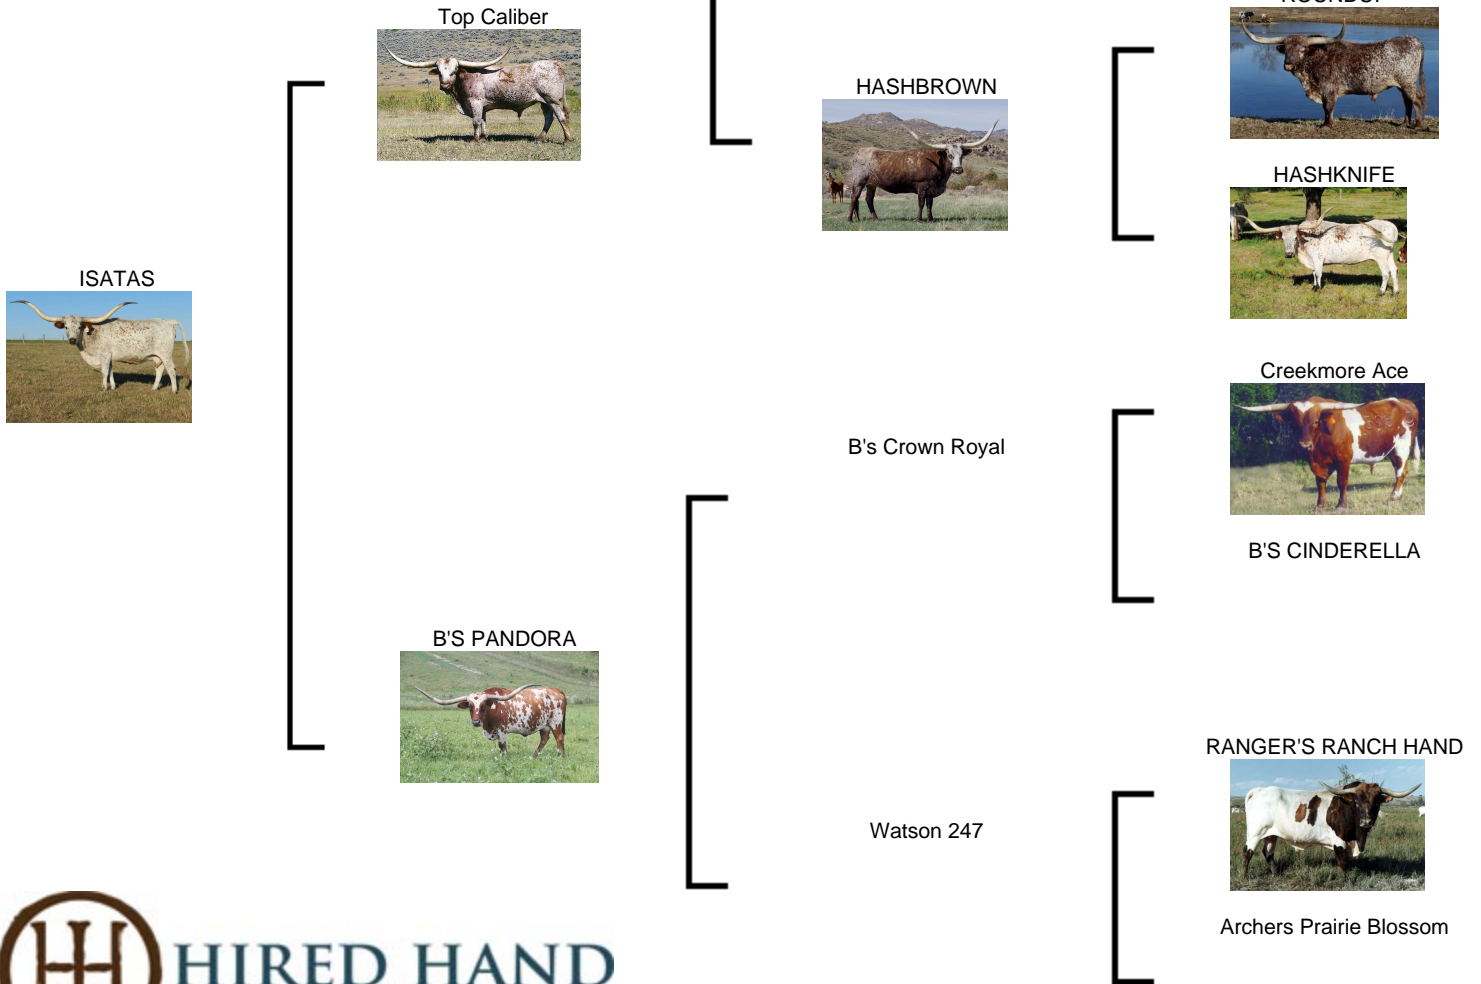 Top Caliber
HASHBROWN
HASHKNIFE
ISATAS
Creekmore Ace
B's Crown Royal
B'S CINDERELLA
B'S PANDORA
RANGER'S RANCH HAND
Watson 247
Archers Prairie Blossom
HIRED HAND